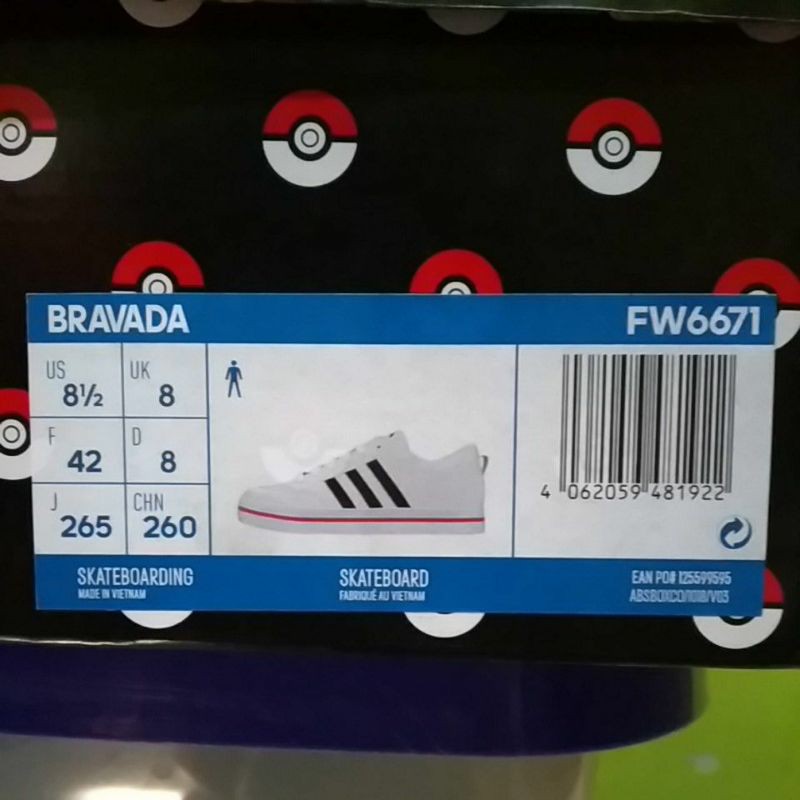 BRAVADA FW6671
US 8½ UK 8
F 42 D 8
J 265 CHN 260
4 062059 481922
SKATEBOARDING
MADE IN VIETNAM
SKATEBOARD
FABRIQUÉ AU VIETNAM
EAN PO# 125599595
ABSBOXCO/1018/V03